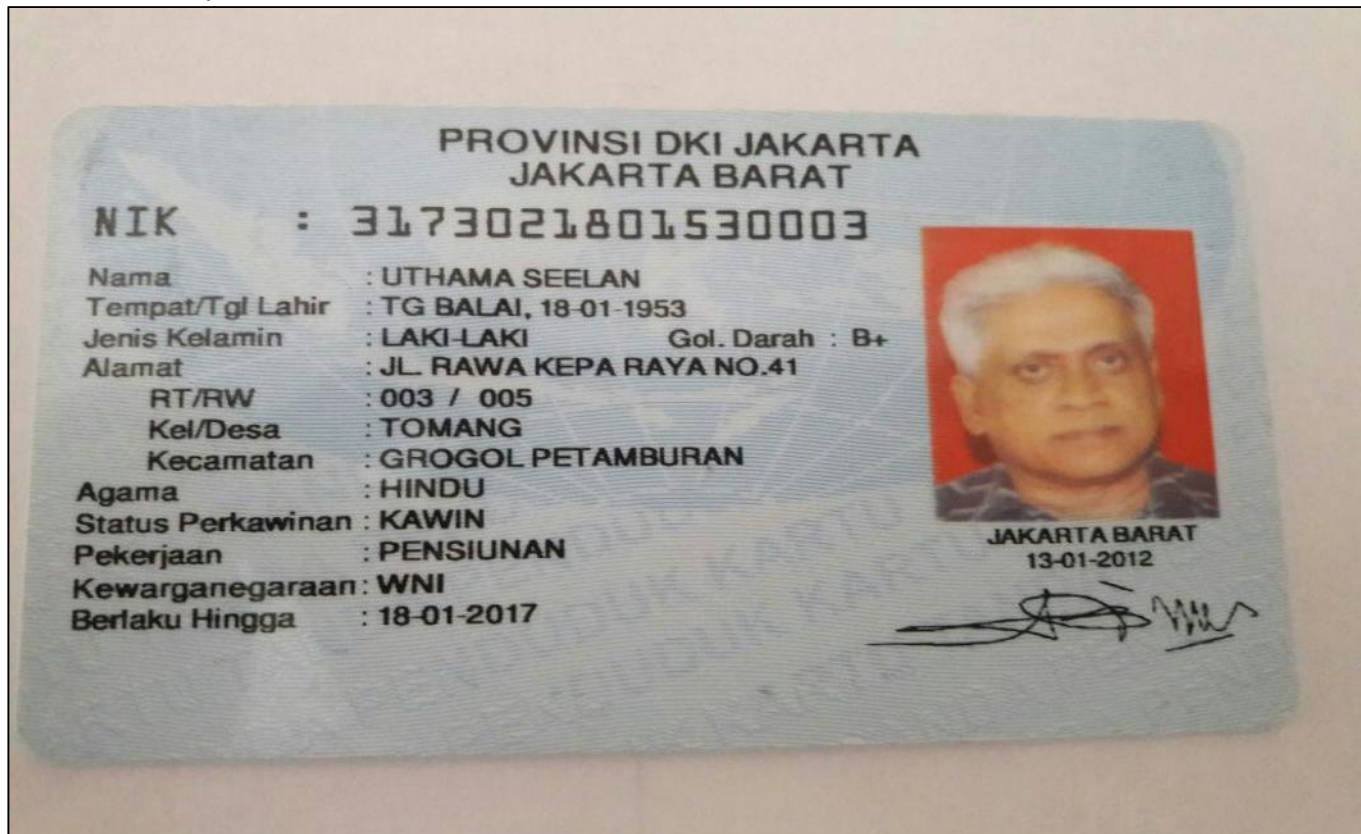 PROVINSI DKI JAKARTA
JAKARTA BARAT
NIK : 3173021801530003
Nama : UTHAMA SEELAN
Tempat/Tgl Lahir : TG BALAI, 18-01-1953
Jenis Kelamin : LAKI-LAKI Gol. Darah : B+
Alamat : JL. RAWA KEPA RAYA NO.41
RT/RW : 003 / 005
Kel/Desa : TOMANG
Kecamatan : GROGOL PETAMBURAN
Agama : HINDU
Status Perkawinan : KAWIN
Pekerjaan : PENSIUNAN
Kewarganegaraan : WNI
Berlaku Hingga : 18-01-2017
JAKARTA BARAT
13-01-2012